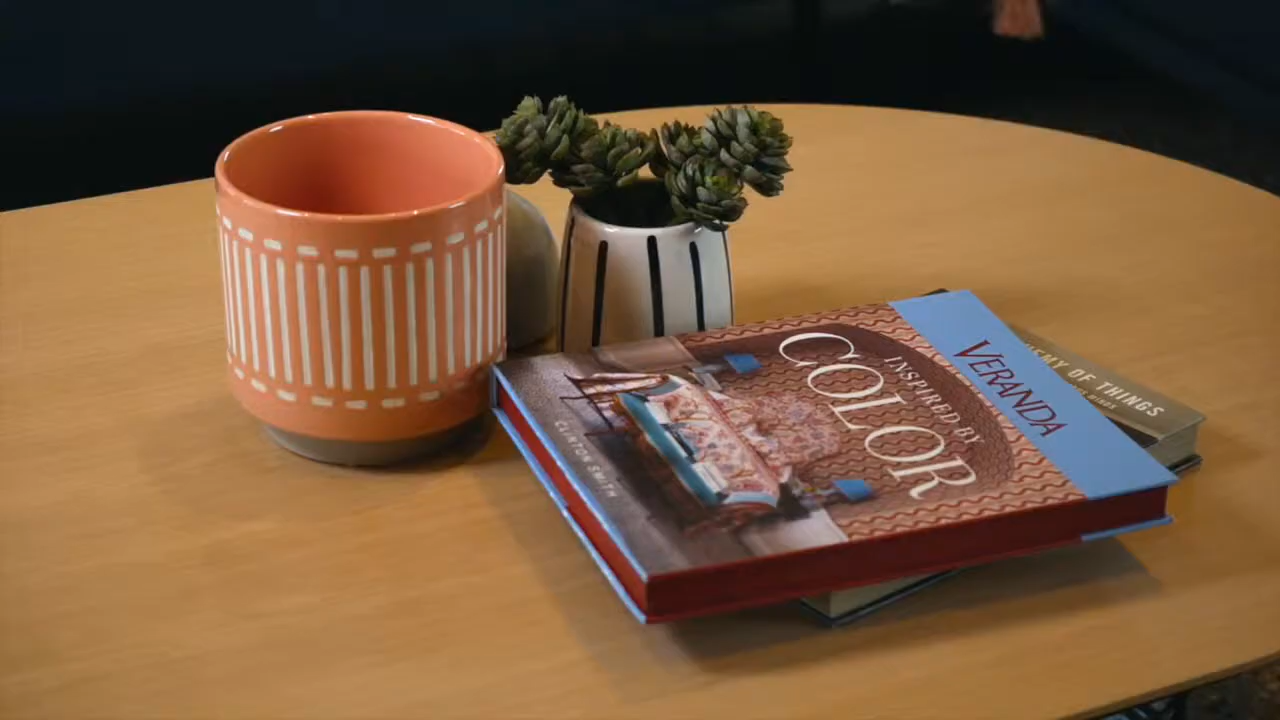 VERANDA
INSPIRED BY
COLOR
CLINTON SMITH
OF THINGS